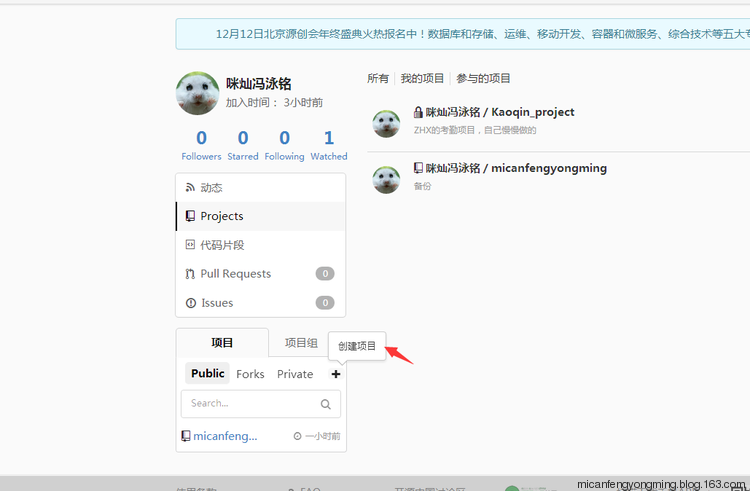 12月12日北京源创会年终盛典火热报名中！数据库和存储、运维、移动开发、容器和微服务、综合技术等五大专
咪灿冯泳铭
加入时间： 3小时前
0 0 0 1
Followers Starred Following Watched
动态
Projects
代码片段
Pull Requests 0
Issues 0
所有 我的项目 参与的项目
咪灿冯泳铭 / Kaoqin_project
ZHX的考勤项目，自己慢慢做的
咪灿冯泳铭 / micanfengyongming
备份
项目 项目组
创建项目
Public Forks Private
Search...
micanfeng... 一小时前
micanfengyongming.blog.163.com